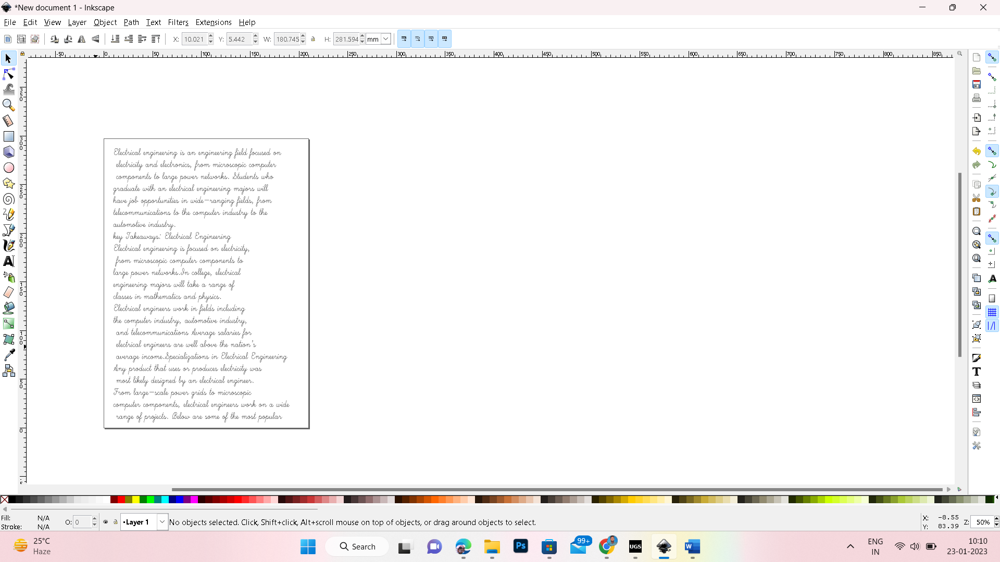 *New document 1 - Inkscape
File Edit View Layer Object Path Text Filters Extensions Help
X: 10.021 Y: 5.442 W: 180.745 H: 281.594 mm
-50 0 50 100 150 200 250 300 350 400 450 500 550 600 650 700 750 800 850
Electrical engineering is an engineering field focused on
electricity and electronics, from microscopic computer
components to large power networks. Students who
graduate with an electrical engineering majors will
have job opportunities in wide-ranging fields, from
telecommunications to the computer industry to the
automotive industry.
key Takeaways: Electrical Engineering
Electrical engineering is focused on electricity,
from microscopic computer components to
large power networks.In college, electrical
engineering majors will take a range of
classes in mathematics and physics.
Electrical engineers work in fields including
the computer industry, automotive industry,
and telecommunications Average salaries for
electrical engineers are well above the nation's
average income.Specializations in Electrical Engineering
Any product that uses or produces electricity was
most likely designed by an electrical engineer.
From large-scale power grids to microscopic
computer components, electrical engineers work on a wide
range of projects. Below are some of the most popular
Fill: N/A
Stroke: N/A
O: 0
•Layer 1
No objects selected. Click, Shift+click, Alt+scroll mouse on top of objects, or drag around objects to select.
X: -8.55
Y: 83.39
Z: 50%
25°C
Haze
Search
Ps
99+
UGS
W
ENG
IN
10:10
23-01-2023